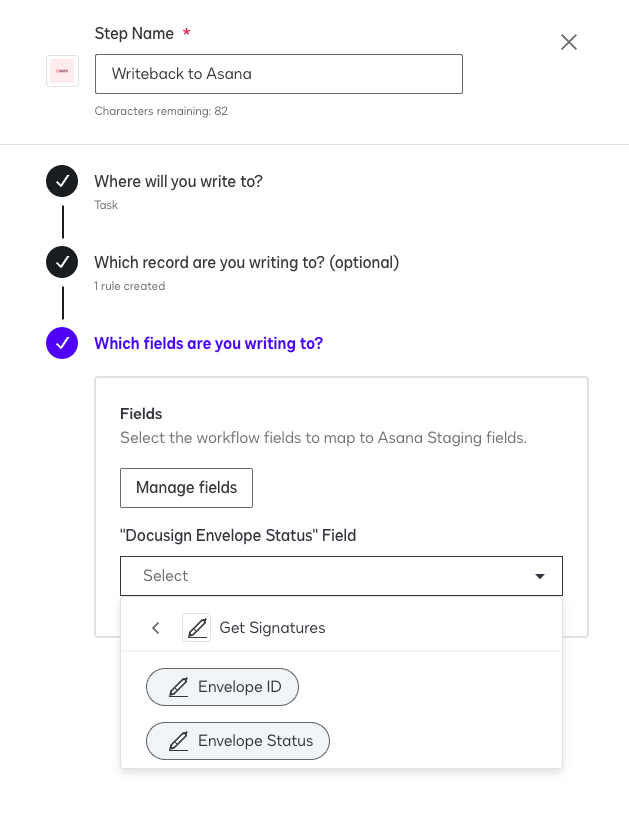 Step Name *
Writeback to Asana
Characters remaining: 82
Where will you write to?
Task
Which record are you writing to? (optional)
1 rule created
Which fields are you writing to?
Fields
Select the workflow fields to map to Asana Staging fields.
Manage fields
"Docusign Envelope Status" Field
Select
Get Signatures
Envelope ID
Envelope Status